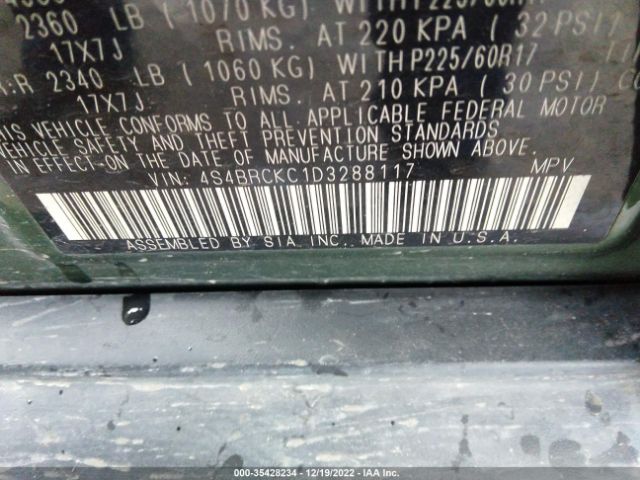 2360 LB ( 1070 KG) WITH P225/60R17
17X7J RIMS. AT 220 KPA ( 32 PSI)
R 2340 LB ( 1060 KG) WITH P225/60R17
17X7J RIMS. AT 210 KPA ( 30 PSI)
THIS VEHICLE CONFORMS TO ALL APPLICABLE FEDERAL MOTOR
VEHICLE SAFETY AND THEFT PREVENTION STANDARDS
IN EFFECT ON THE DATE OF MANUFACTURE SHOWN ABOVE.
VIN: 4S4BRCKC1D3288117 MPV
ASSEMBLED BY SIA INC., MADE IN U.S.A.
000-35428234 - 12/19/2022 - IAA Inc.